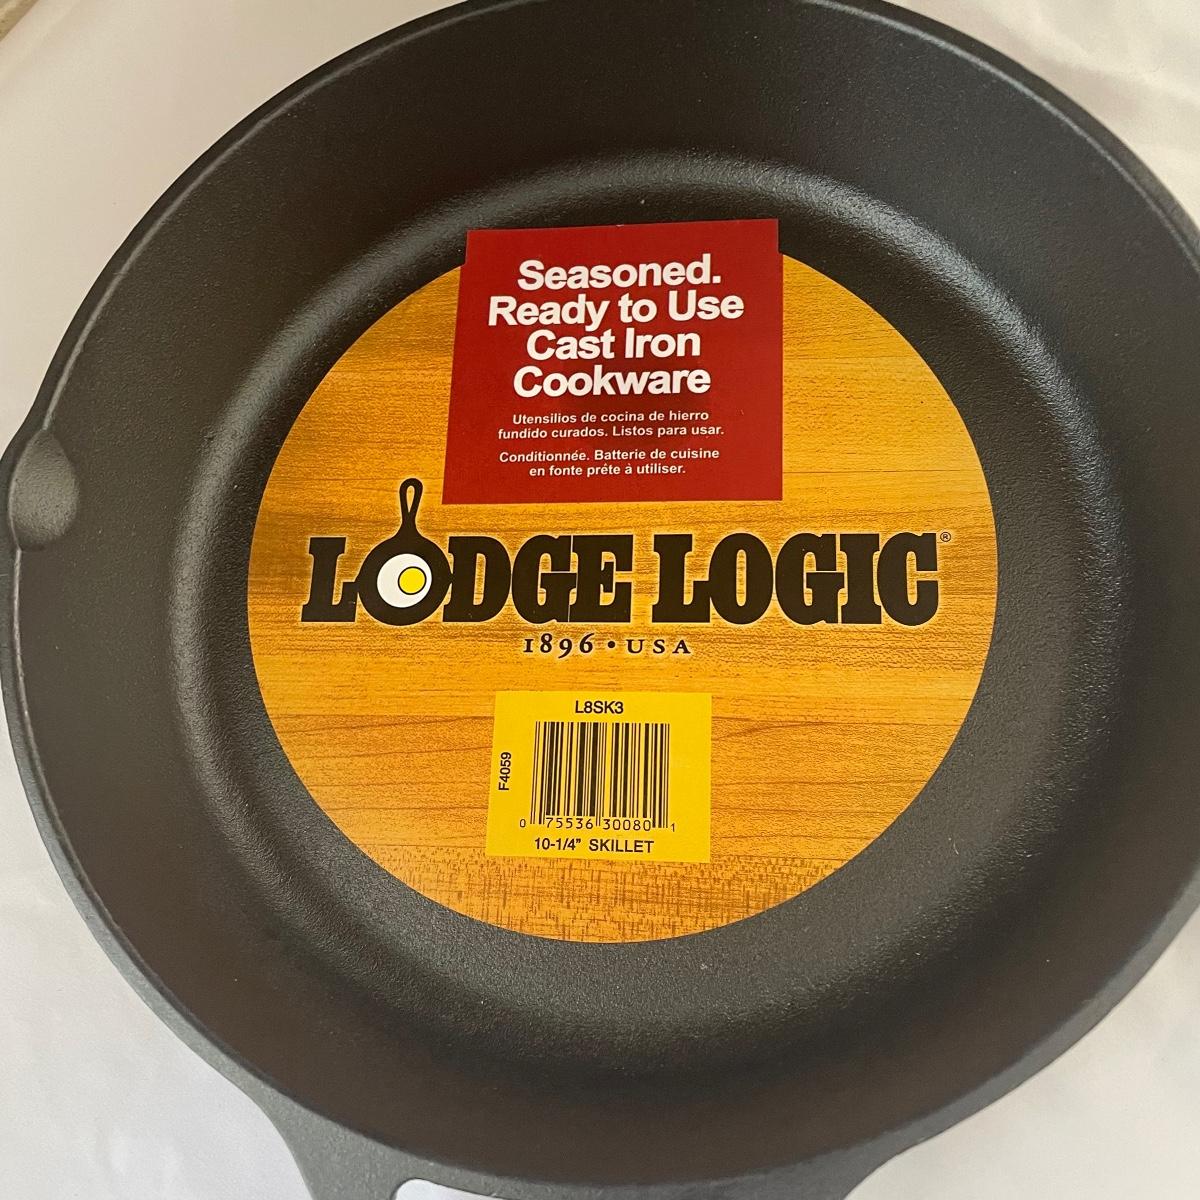 Seasoned.
Ready to Use
Cast Iron
Cookware
Utensilios de cocina de hierro
fundido curados. Listos para usar.
Conditionnée. Batterie de cuisine
en fonte préte à utiliser.
LODGE LOGIC®
1896 • USA
L8SK3
F4059
0 75536 30080 1
10-1/4" SKILLET